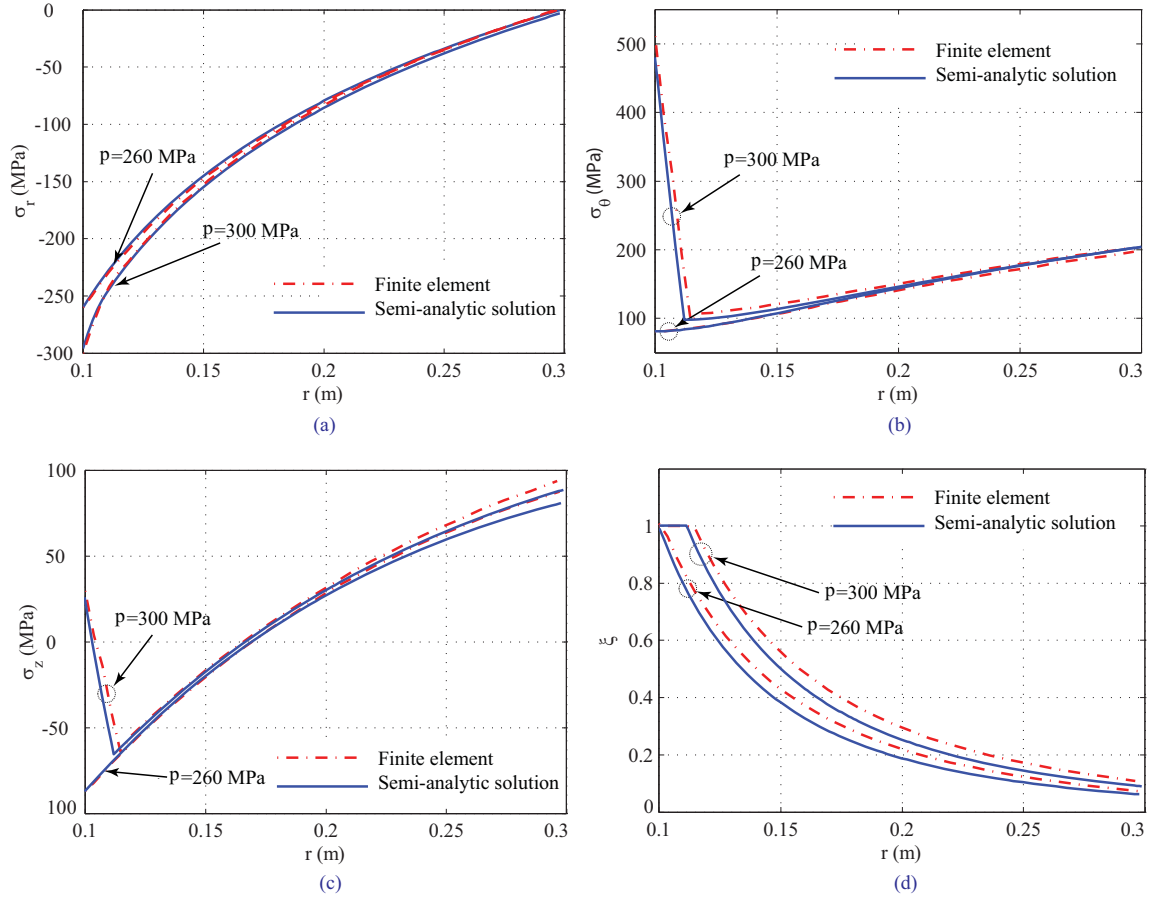 0
-50
-100
-150
-200
-250
-300
σr (MPa)
p=260 MPa
p=300 MPa
Finite element
Semi-analytic solution
0.1
0.15
0.2
0.25
0.3
r (m)
(a)
500
400
300
200
100
σθ (MPa)
Finite element
Semi-analytic solution
p=300 MPa
p=260 MPa
0.1
0.15
0.2
0.25
0.3
r (m)
(b)
100
50
0
-50
100
σz (MPa)
p=300 MPa
p=260 MPa
Finite element
Semi-analytic solution
0.1
0.15
0.2
0.25
0.3
r (m)
(c)
1
0.8
0.6
0.4
0.2
0
ξ
Finite element
Semi-analytic solution
p=300 MPa
p=260 MPa
0.1
0.15
0.2
0.25
0.3
r (m)
(d)